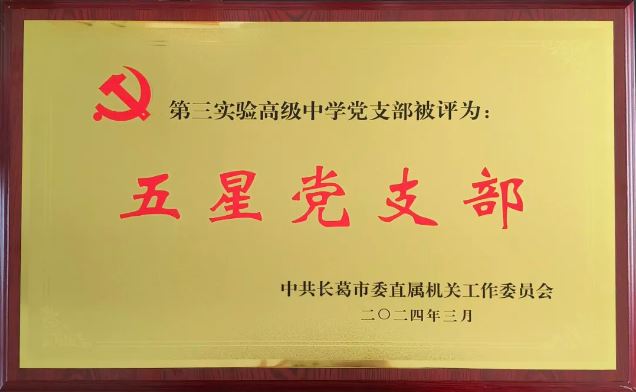 第三实验高级中学党支部被评为：
五星党支部
中共长葛市委直属机关工作委员会
二〇二四年三月